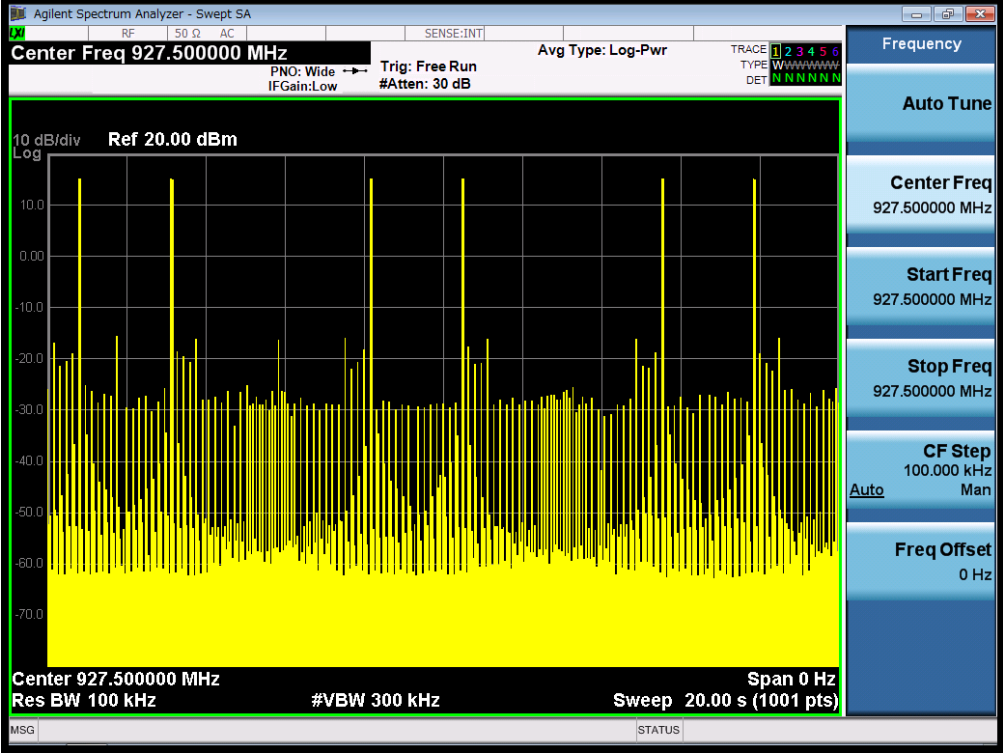 Agilent Spectrum Analyzer - Swept SA
LXI RF 50 Ω AC SENSE:INT
Center Freq 927.500000 MHz
PNO: Wide
IFGain:Low
Trig: Free Run
#Atten: 30 dB
Avg Type: Log-Pwr
TRACE 1 2 3 4 5 6
TYPE WWWWWW
DET N N N N N N
10 dB/div Ref 20.00 dBm
Log
10.0
0.00
-10.0
-20.0
-30.0
-40.0
-50.0
-60.0
-70.0
Center 927.500000 MHz Span 0 Hz
Res BW 100 kHz #VBW 300 kHz Sweep 20.00 s (1001 pts)
MSG STATUS
Frequency
Auto Tune
Center Freq
927.500000 MHz
Start Freq
927.500000 MHz
Stop Freq
927.500000 MHz
CF Step
100.000 kHz
Auto Man
Freq Offset
0 Hz